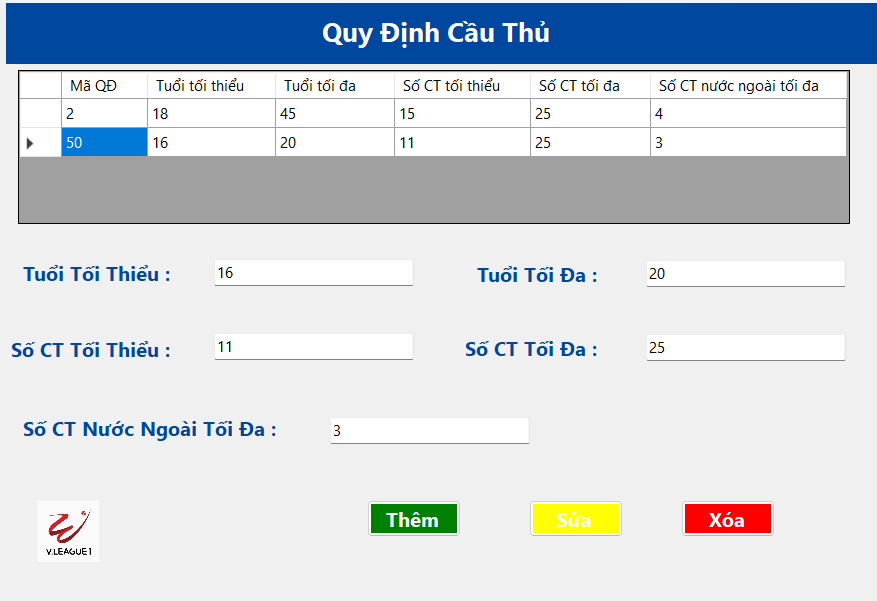 Quy Định Cầu Thủ
Mã QĐ Tuổi tối thiểu Tuổi tối đa Số CT tối thiểu Số CT tối đa Số CT nước ngoài tối đa
2 18 45 15 25 4
50 16 20 11 25 3
Tuổi Tối Thiểu : 16 Tuổi Tối Đa : 20
Số CT Tối Thiểu : 11 Số CT Tối Đa : 25
Số CT Nước Ngoài Tối Đa : 3
Thêm Sửa Xóa
V.LEAGUE1